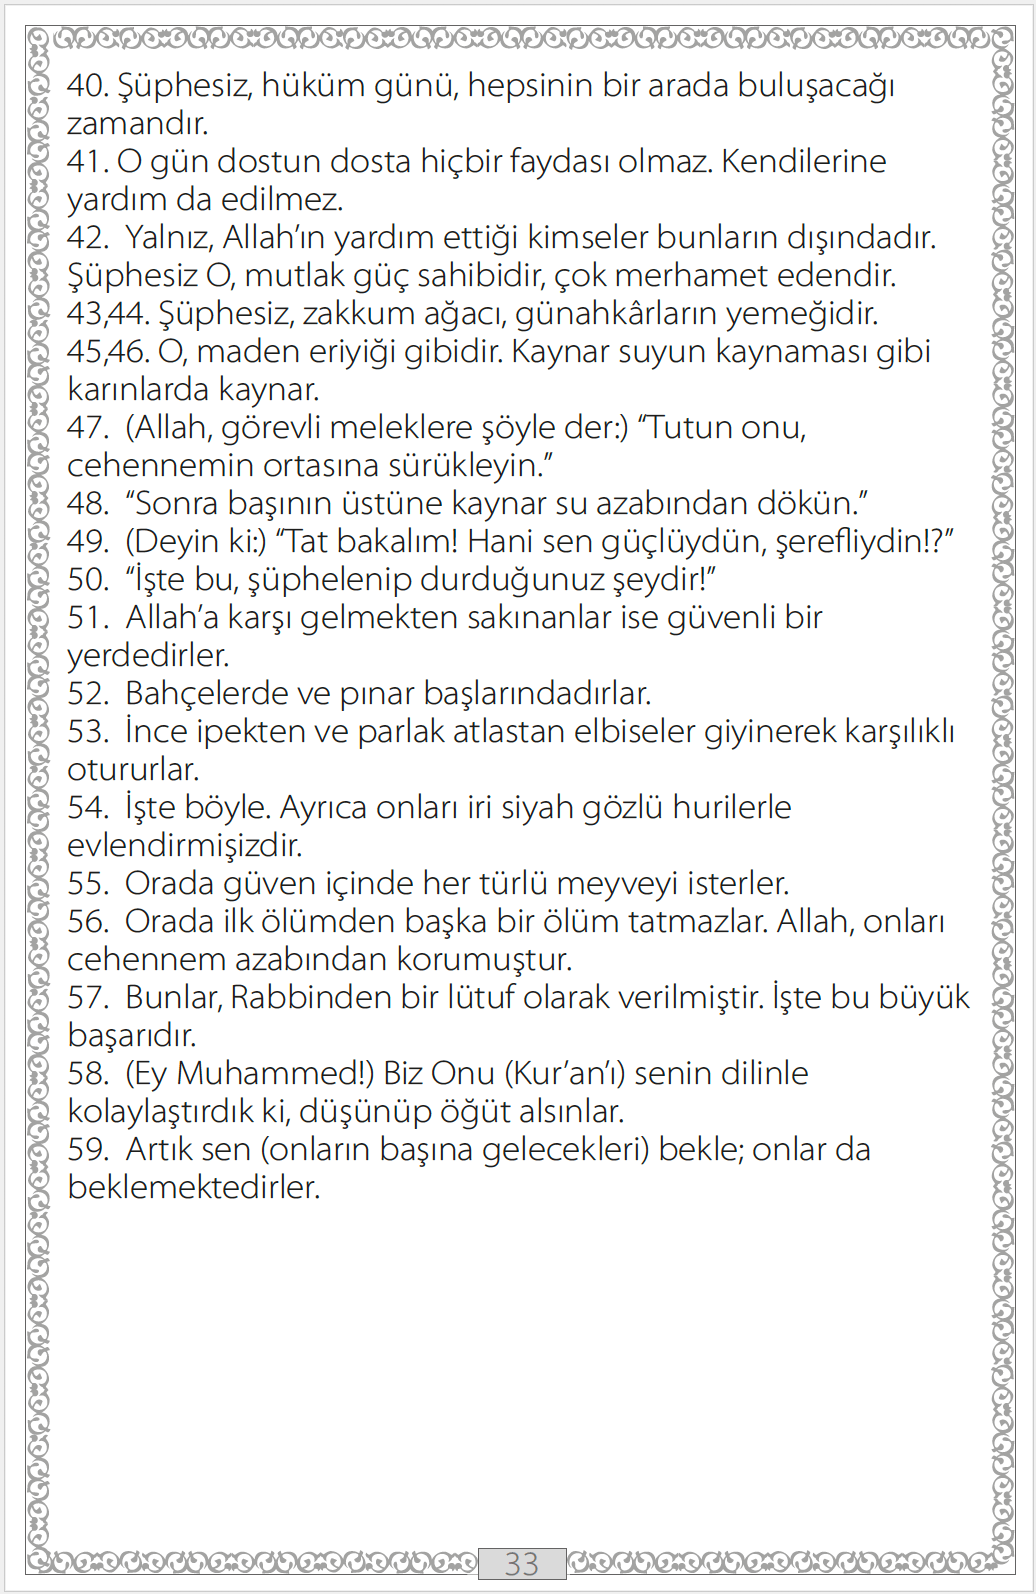 40. Şüphesiz, hüküm günü, hepsinin bir arada buluşacağı
zamandır.
41. O gün dostun dosta hiçbir faydası olmaz. Kendilerine
yardım da edilmez.
42.  Yalnız, Allah’ın yardım ettiği kimseler bunların dışındadır.
Şüphesiz O, mutlak güç sahibidir, çok merhamet edendir.
43,44. Şüphesiz, zakkum ağacı, günahkârların yemeğidir.
45,46. O, maden eriyiği gibidir. Kaynar suyun kaynaması gibi
karınlarda kaynar.
47.  (Allah, görevli meleklere şöyle der:) “Tutun onu,
cehennemin ortasına sürükleyin.”
48.  “Sonra başının üstüne kaynar su azabından dökün.”
49.  (Deyin ki:) “Tat bakalım! Hani sen güçlüydün, şerefliydin!?”
50.  “İşte bu, şüphelenip durduğunuz şeydir!”
51.  Allah’a karşı gelmekten sakınanlar ise güvenli bir
yerdedirler.
52.  Bahçelerde ve pınar başlarındadırlar.
53.  İnce ipekten ve parlak atlastan elbiseler giyinerek karşılıklı
otururlar.
54.  İşte böyle. Ayrıca onları iri siyah gözlü hurilerle
evlendirmişizdir.
55.  Orada güven içinde her türlü meyveyi isterler.
56.  Orada ilk ölümden başka bir ölüm tatmazlar. Allah, onları
cehennem azabından korumuştur.
57.  Bunlar, Rabbinden bir lütuf olarak verilmiştir. İşte bu büyük
başarıdır.
58.  (Ey Muhammed!) Biz Onu (Kur’an’ı) senin dilinle
kolaylaştırdık ki, düşünüp öğüt alsınlar.
59.  Artık sen (onların başına gelecekleri) bekle; onlar da
beklemektedirler.
33